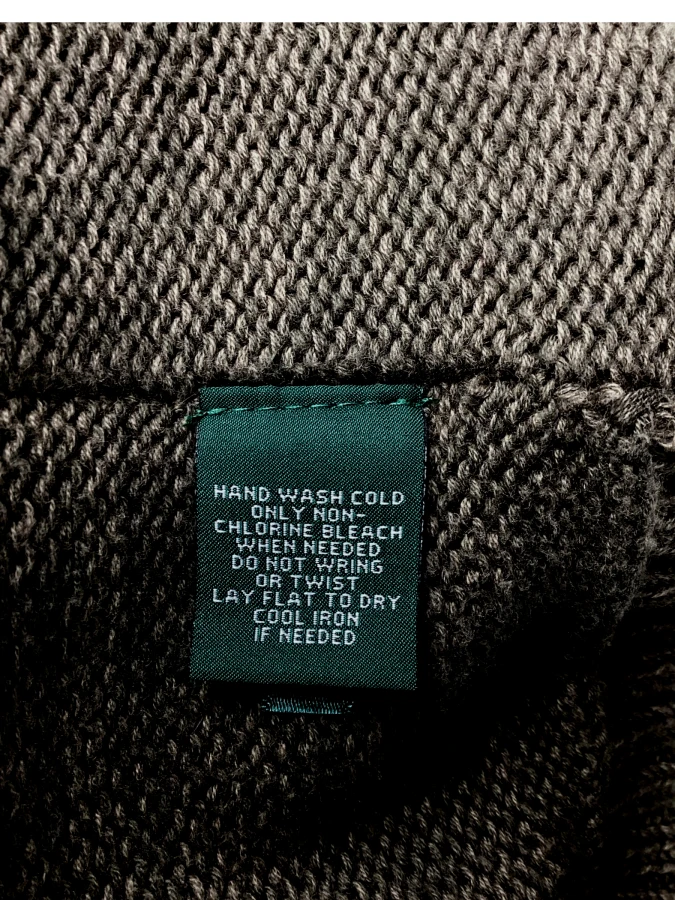 HAND WASH COLD
ONLY NON-
CHLORINE BLEACH
WHEN NEEDED
DO NOT WRING
OR TWIST
LAY FLAT TO DRY
COOL IRON
IF NEEDED